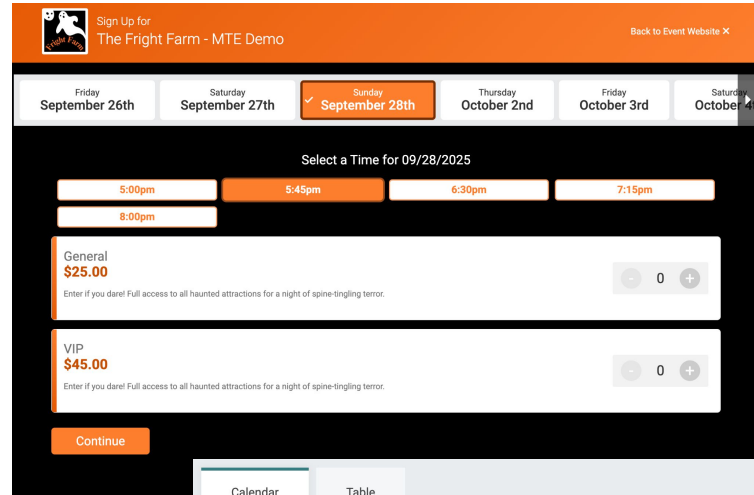 Fright Farm
Sign Up for
The Fright Farm - MTE Demo
Back to Event Website ✕
Friday
September 26th
Saturday
September 27th
Sunday
September 28th
Thursday
October 2nd
Friday
October 3rd
Saturday
October
Select a Time for 09/28/2025
5:00pm
5:45pm
6:30pm
7:15pm
8:00pm
General
$25.00
Enter if you dare! Full access to all haunted attractions for a night of spine-tingling terror.
- 0 +
VIP
$45.00
Enter if you dare! Full access to all haunted attractions for a night of spine-tingling terror.
- 0 +
Continue
Calendar
Table